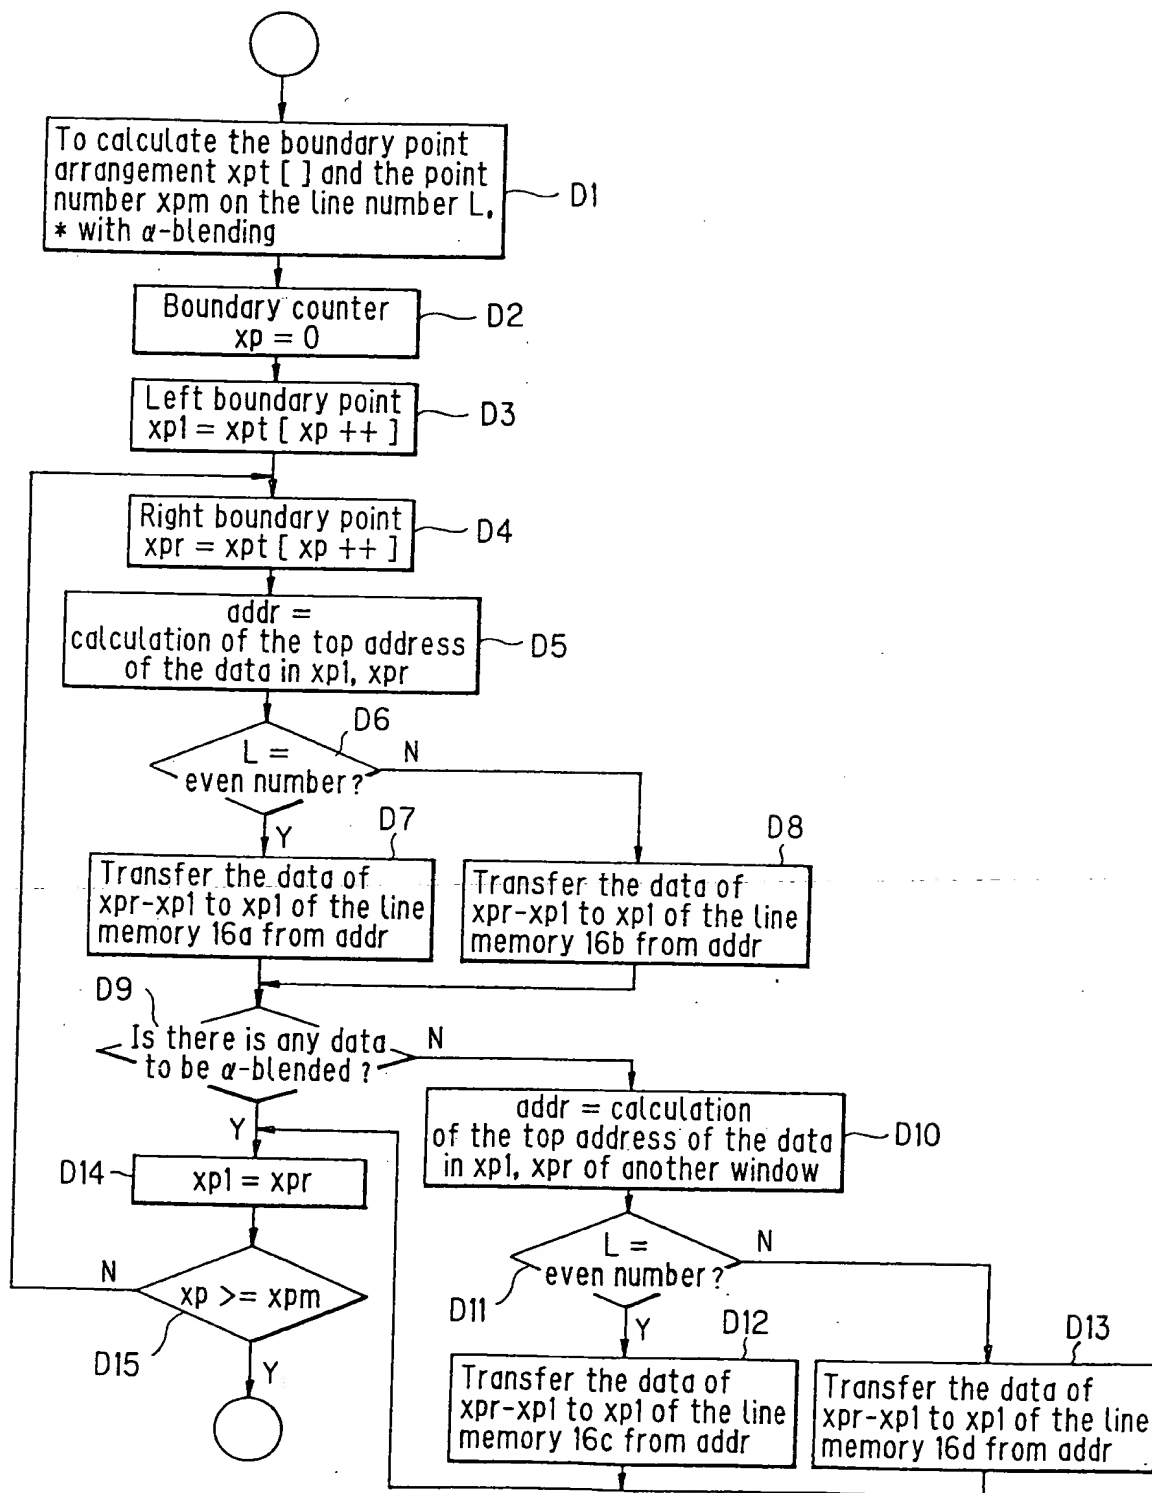 To calculate the boundary point
arrangement xpt [ ] and the point
number xpm on the line number L,
* with α-blending
D1
Boundary counter
xp = 0
D2
Left boundary point
xp1 = xpt [ xp ++ ]
D3
Right boundary point
xpr = xpt [ xp ++ ]
D4
addr =
calculation of the top address
of the data in xp1, xpr
D5
D6
L =
even number?
N
Y
D7
Transfer the data of
xpr-xp1 to xp1 of the line
memory 16a from addr
D8
Transfer the data of
xpr-xp1 to xp1 of the line
memory 16b from addr
D9
Is there is any data
to be α-blended ?
N
Y
addr = calculation
of the top address of the data
in xp1, xpr of another window
D10
D14
xp1 = xpr
L =
even number?
N
D11
Y
N
xp >= xpm
D15
Y
D12
Transfer the data of
xpr-xp1 to xp1 of the line
memory 16c from addr
D13
Transfer the data of
xpr-xp1 to xp1 of the line
memory 16d from addr